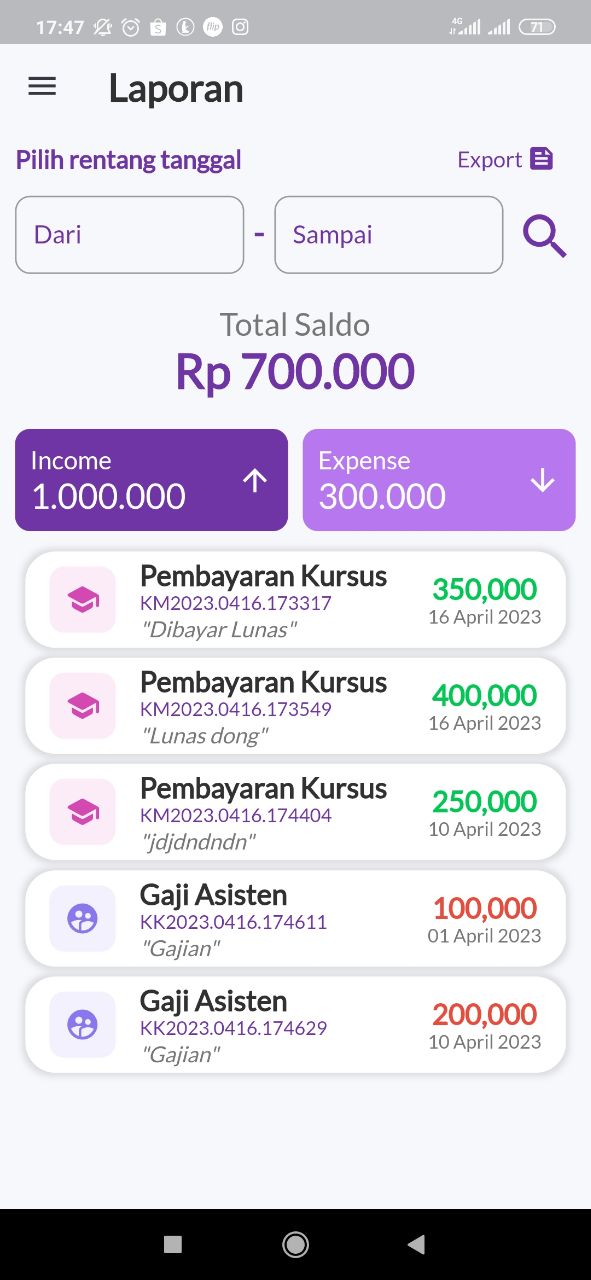 17:47
flip
4G
71
Laporan
Pilih rentang tanggal
Export
Dari - Sampai
Total Saldo
Rp 700.000
Income
1.000.000
Expense
300.000
Pembayaran Kursus
KM2023.0416.173317
"Dibayar Lunas"
350,000
16 April 2023
Pembayaran Kursus
KM2023.0416.173549
"Lunas dong"
400,000
16 April 2023
Pembayaran Kursus
KM2023.0416.174404
"jdjdndndn"
250,000
10 April 2023
Gaji Asisten
KK2023.0416.174611
"Gajian"
100,000
01 April 2023
Gaji Asisten
KK2023.0416.174629
"Gajian"
200,000
10 April 2023